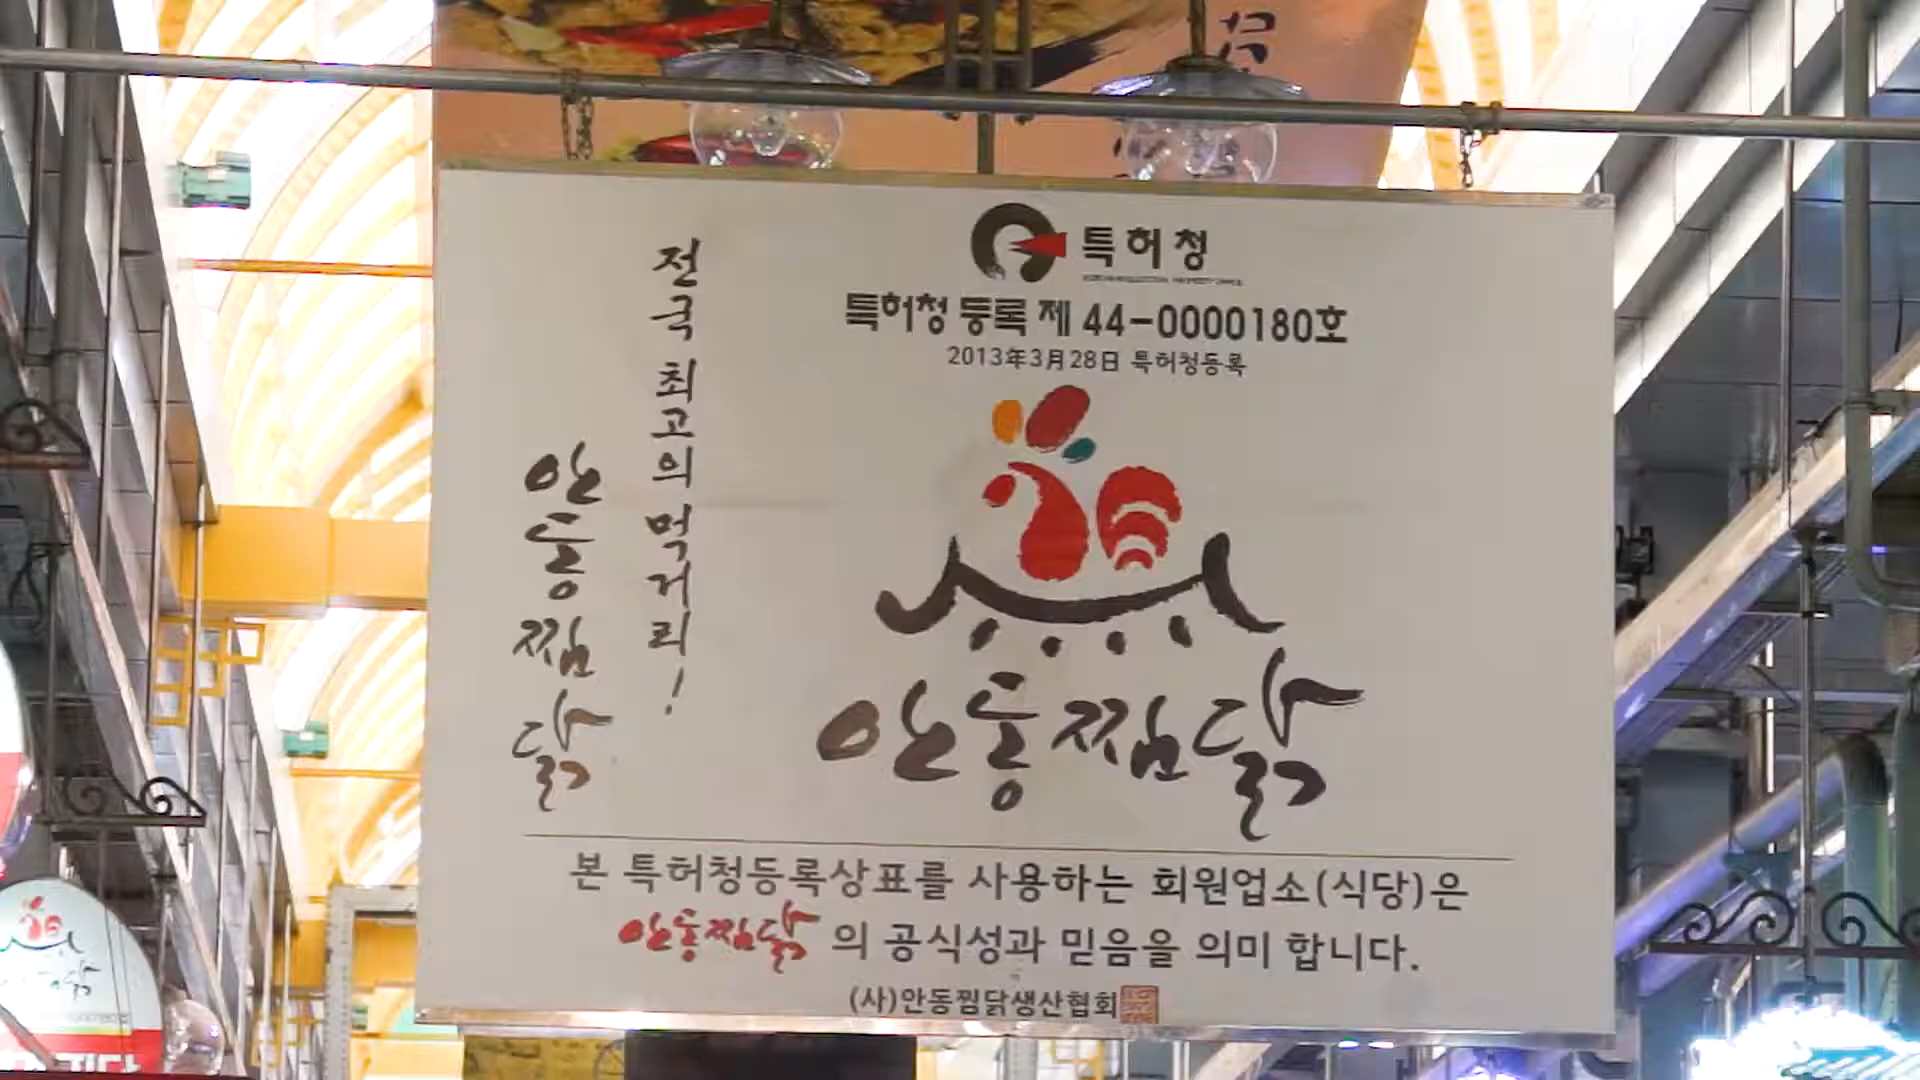 전국 최고의 먹거리!
안동찜닭
특허청
특허청 등록 제 44-0000180호
2013年3月28日 특허청등록
안동찜닭
본 특허청등록상표를 사용하는 회원업소(식당)은
안동찜닭의 공식성과 믿음을 의미 합니다.
(사)안동찜닭생산협회